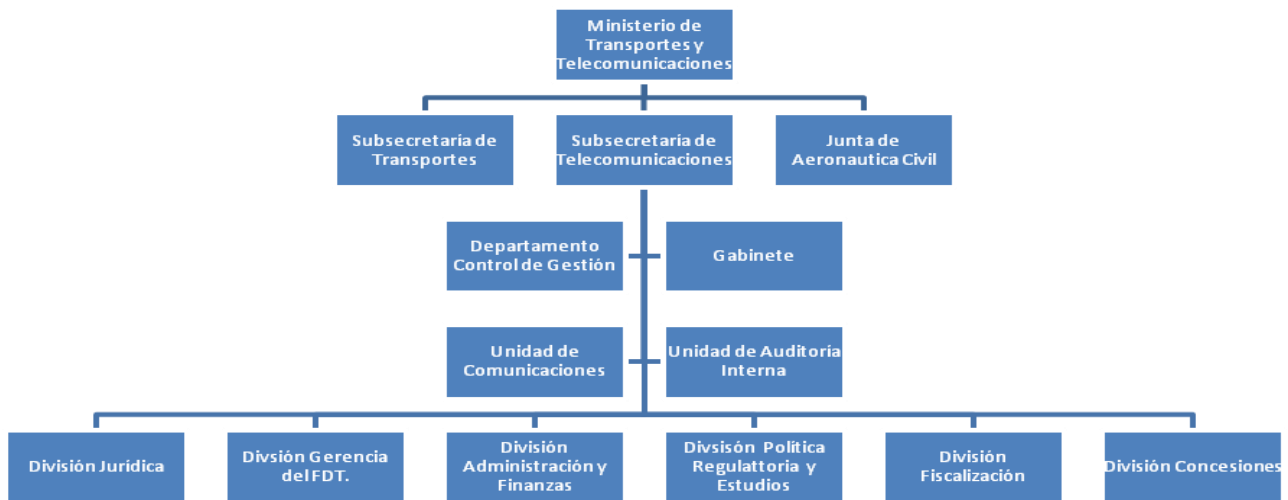 Ministerio de
Transportes y
Telecomunicaciones
Subsecretaría de
Transportes
Subsecretaría de
Telecomunicaciones
Junta de
Aeronautica Civil
Departamento
Control de Gestión
Gabinete
Unidad de
Comunicaciones
Unidad de Auditoría
Interna
División Jurídica
Divsión Gerencia
del FDT.
División
Administración y
Finanzas
Divsisón Política
Regulattoria y
Estudios
División
Fiscalización
División Concesiones